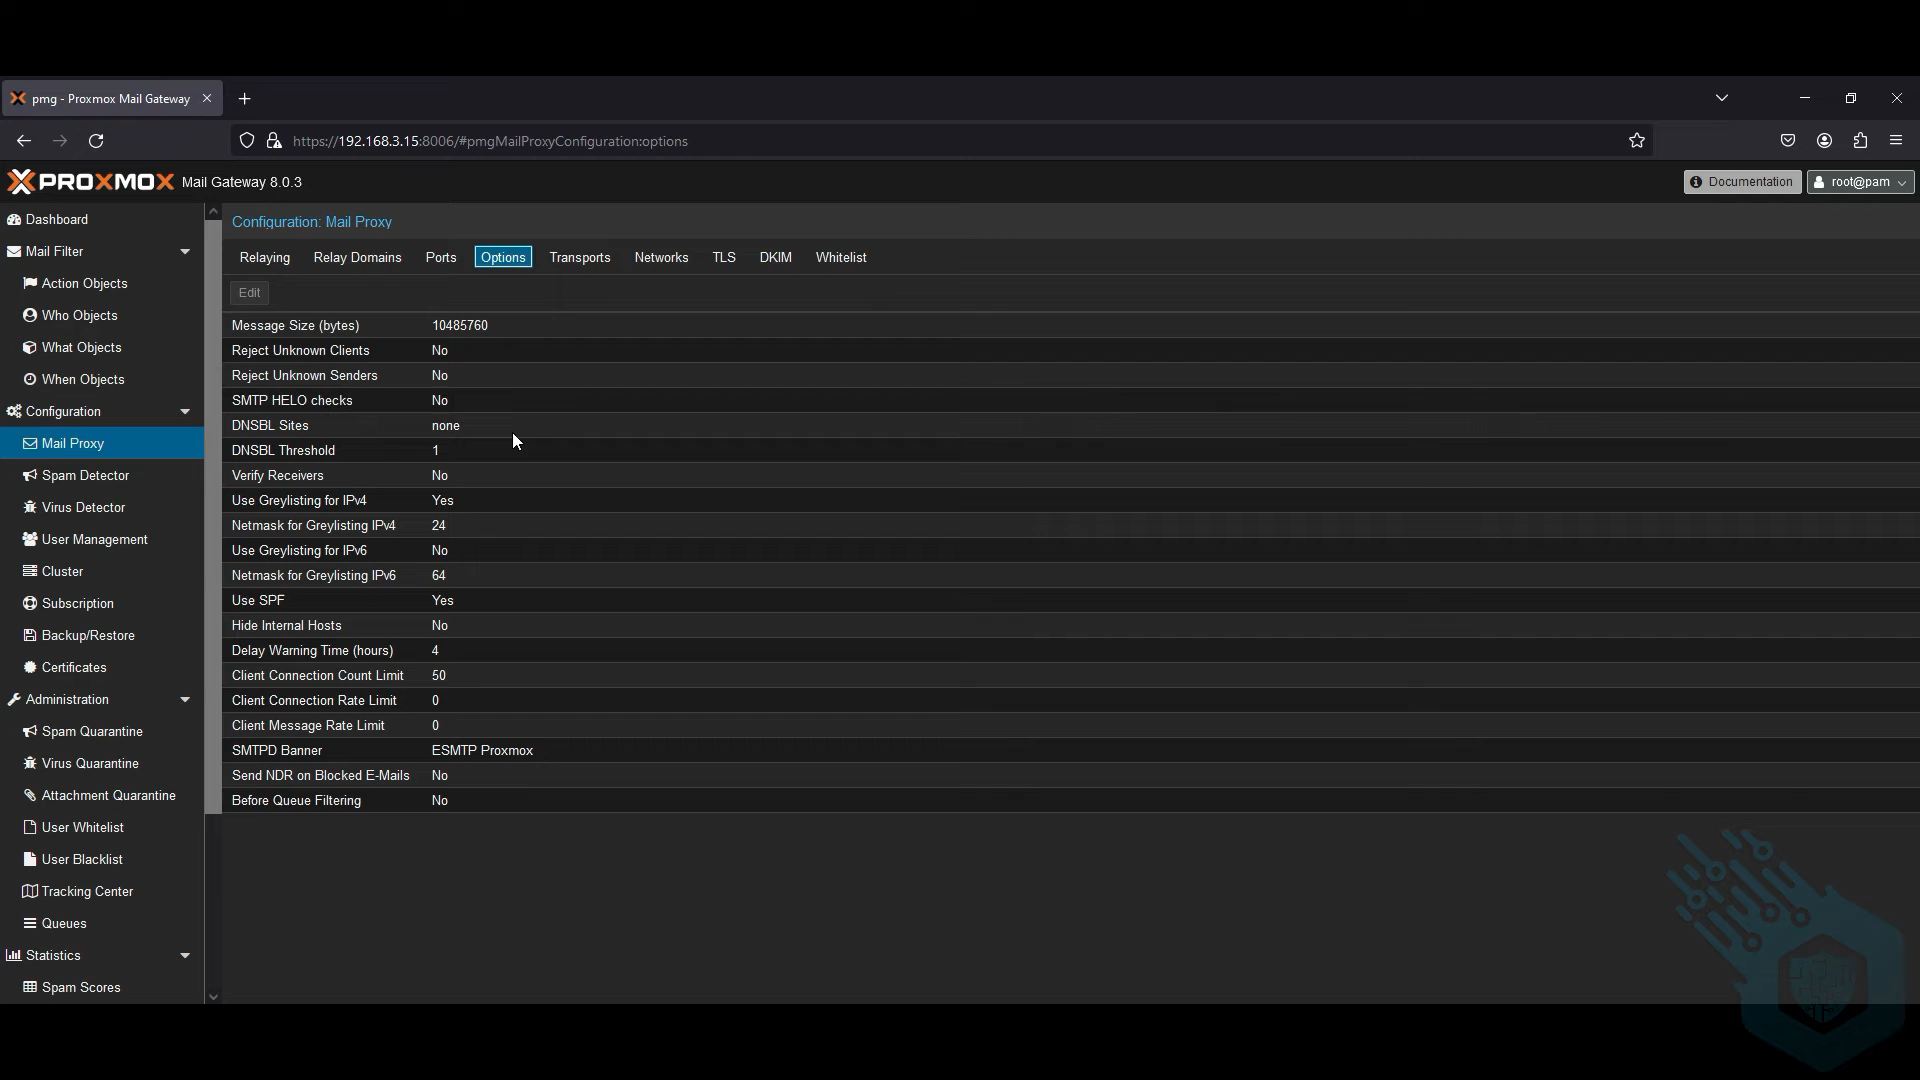 pmg - Proxmox Mail Gateway
https://192.168.3.15:8006/#pmgMailProxyConfiguration:options
PROXMOX Mail Gateway 8.0.3
Documentation
root@pam
Dashboard
Mail Filter
Action Objects
Who Objects
What Objects
When Objects
Configuration
Mail Proxy
Spam Detector
Virus Detector
User Management
Cluster
Subscription
Backup/Restore
Certificates
Administration
Spam Quarantine
Virus Quarantine
Attachment Quarantine
User Whitelist
User Blacklist
Tracking Center
Queues
Statistics
Spam Scores
Configuration: Mail Proxy
Relaying Relay Domains Ports Options Transports Networks TLS DKIM Whitelist
Edit
Message Size (bytes) 10485760
Reject Unknown Clients No
Reject Unknown Senders No
SMTP HELO checks No
DNSBL Sites none
DNSBL Threshold 1
Verify Receivers No
Use Greylisting for IPv4 Yes
Netmask for Greylisting IPv4 24
Use Greylisting for IPv6 No
Netmask for Greylisting IPv6 64
Use SPF Yes
Hide Internal Hosts No
Delay Warning Time (hours) 4
Client Connection Count Limit 50
Client Connection Rate Limit 0
Client Message Rate Limit 0
SMTPD Banner ESMTP Proxmox
Send NDR on Blocked E-Mails No
Before Queue Filtering No